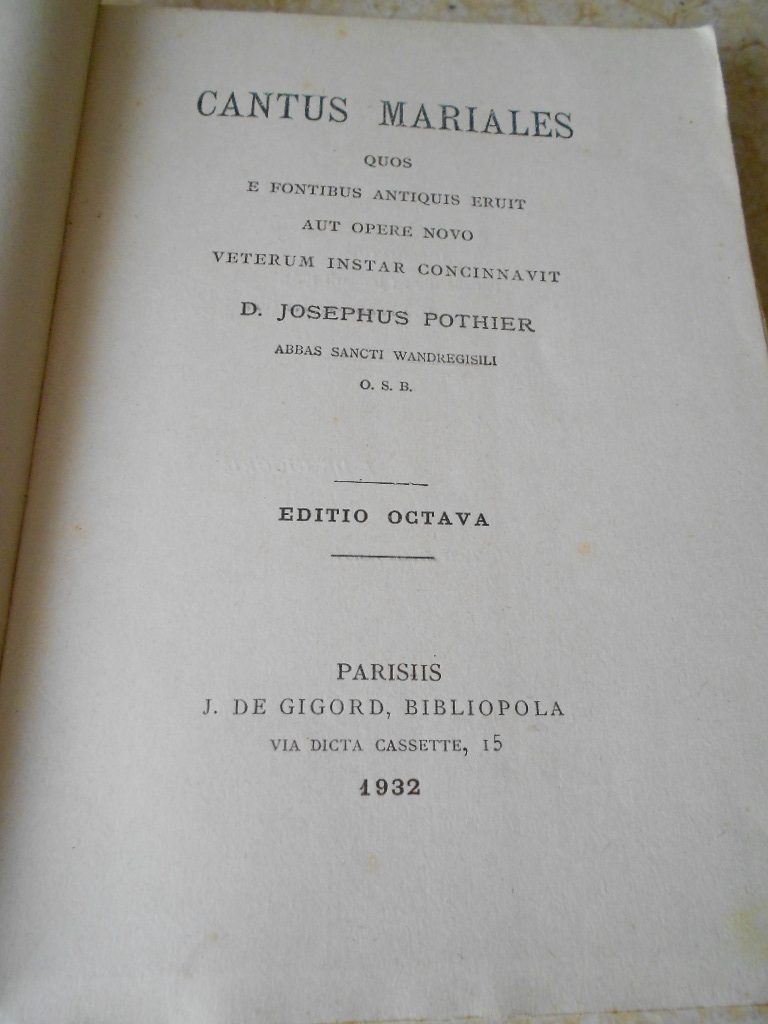 CANTUS MARIALES
QUOS
E FONTIBUS ANTIQUIS ERUIT
AUT OPERE NOVO
VETERUM INSTAR CONCINNAVIT
D. JOSEPHUS POTHIER
ABBAS SANCTI WANDREGISILI
O. S. B.
EDITIO OCTAVA
PARISIIS
J. DE GIGORD, BIBLIOPOLA
VIA DICTA CASSETTE, 15
1932